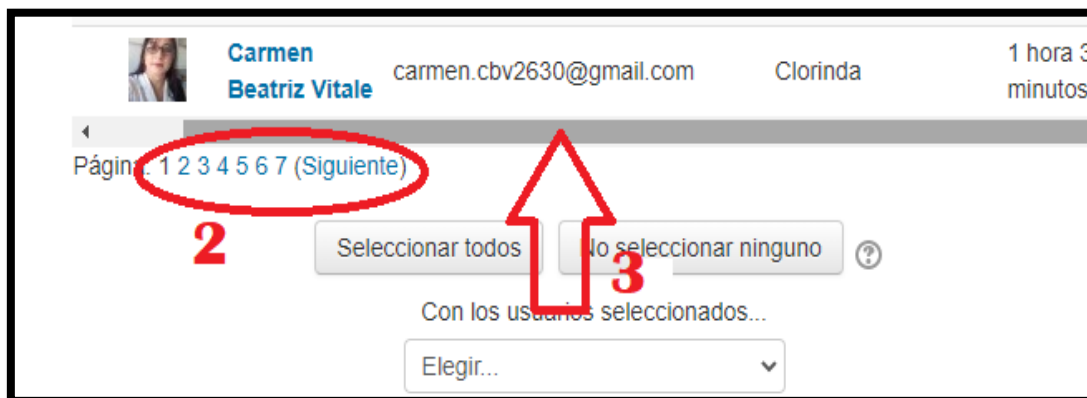 Carmen
Beatriz Vitale
carmen.cbv2630@gmail.com
Clorinda
1 hora 3
minutos
Página: 1 2 3 4 5 6 7 (Siguiente)
2
Seleccionar todos
No seleccionar ninguno
3
Con los usuarios seleccionados...
Elegir...